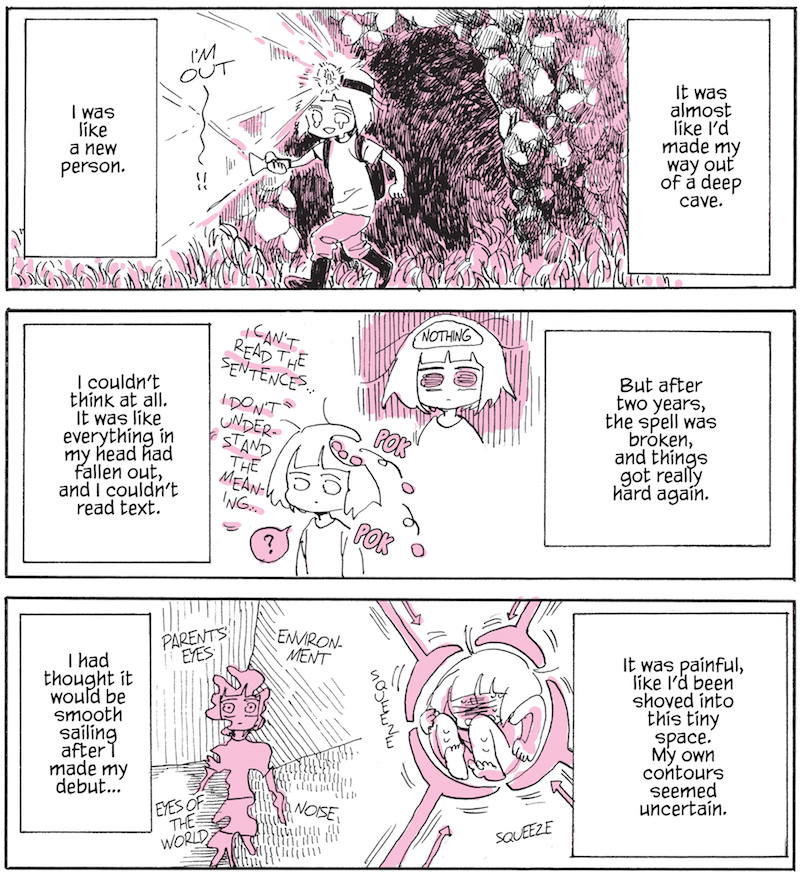 It was
almost
like I'd
made my
way out
of a deep
cave.
I'M
OUT
!!
I was
like
a new
person.
But after
two years,
the spell was
broken,
and things
got really
hard again.
NOTHING
POK
POK
I CAN'T
READ THE
SENTENCES...
I DON'T
UNDER-
STAND
THE
MEAN-
ING...
?
I couldn't
think at all.
It was like
everything in
my head had
fallen out,
and I couldn't
read text.
It was painful,
like I'd been
shoved into
this tiny
space.
My own
contours
seemed
uncertain.
SQUEEZE
SQUEEZE
ENVIRON-
MENT
PARENTS'
EYES
NOISE
EYES OF
THE
WORLD
I had
thought it
would be
smooth
sailing
after I
made my
debut...